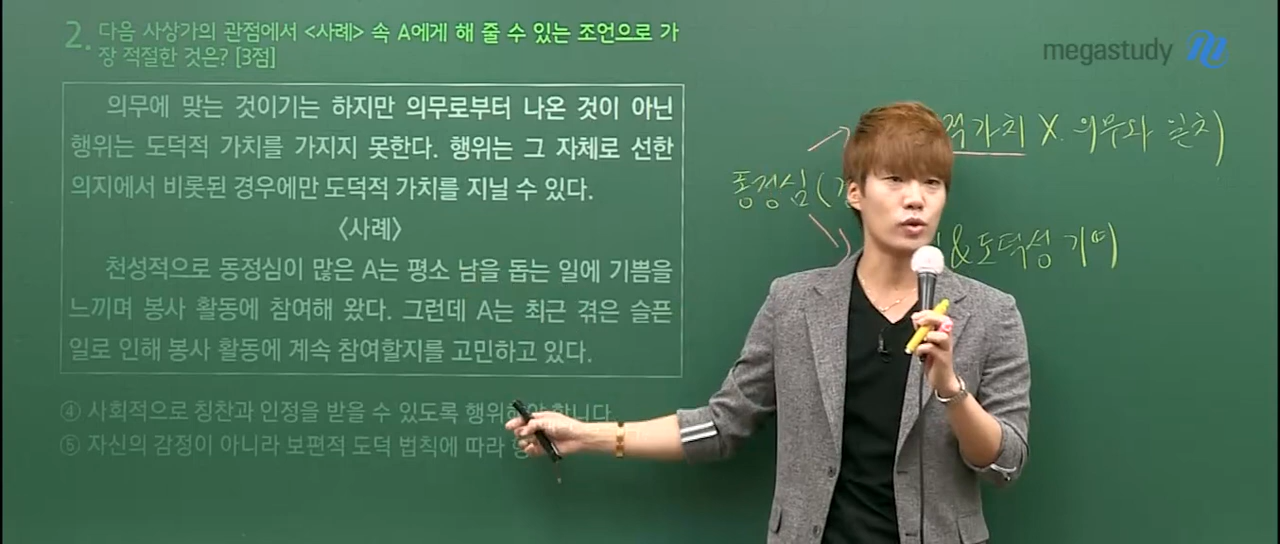 2. 다음 사상가의 관점에서 <사례> 속 A에게 해 줄 수 있는 조언으로 가
장 적절한 것은? [3점]
megastudy
의무에 맞는 것이기는 하지만 의무로부터 나온 것이 아닌
행위는 도덕적 가치를 가지지 못한다. 행위는 그 자체로 선한
의지에서 비롯된 경우에만 도덕적 가치를 지닐 수 있다.
<사례>
천성적으로 동정심이 많은 A는 평소 남을 돕는 일에 기쁨을
느끼며 봉사 활동에 참여해 왔다. 그런데 A는 최근 겪은 슬픈
일로 인해 봉사 활동에 계속 참여할지를 고민하고 있다.
④ 사회적으로 칭찬과 인정을 받을 수 있도록 행위해야 합니다.
⑤ 자신의 감정이 아니라 보편적 도덕 법칙에 따라
적가치 X. 의무와 일치)
동정심(
&도덕성 기여